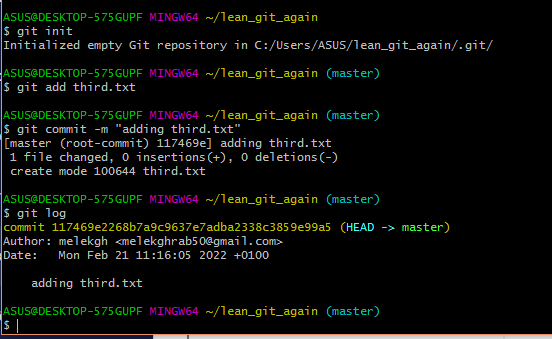 ASUS@DESKTOP-575GUPF MINGW64 ~/lean_git_again
$ git init
Initialized empty Git repository in C:/Users/ASUS/lean_git_again/.git/
ASUS@DESKTOP-575GUPF MINGW64 ~/lean_git_again (master)
$ git add third.txt
ASUS@DESKTOP-575GUPF MINGW64 ~/lean_git_again (master)
$ git commit -m "adding third.txt"
[master (root-commit) 117469e] adding third.txt
1 file changed, 0 insertions(+), 0 deletions(-)
create mode 100644 third.txt
ASUS@DESKTOP-575GUPF MINGW64 ~/lean_git_again (master)
$ git log
commit 117469e2268b7a9c9637e7adba2338c3859e99a5 (HEAD -> master)
Author: melekgh <melekghrab50@gmail.com>
Date:   Mon Feb 21 11:16:05 2022 +0100
adding third.txt
ASUS@DESKTOP-575GUPF MINGW64 ~/lean_git_again (master)
$